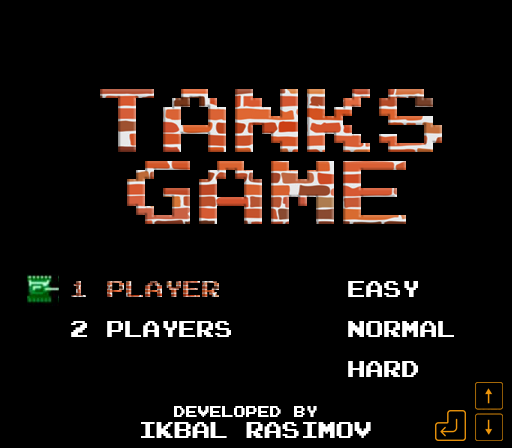 TANKS
GAME
1 PLAYER EASY
2 PLAYERS NORMAL
HARD
DEVELOPED BY
IKBAL RASIMOV